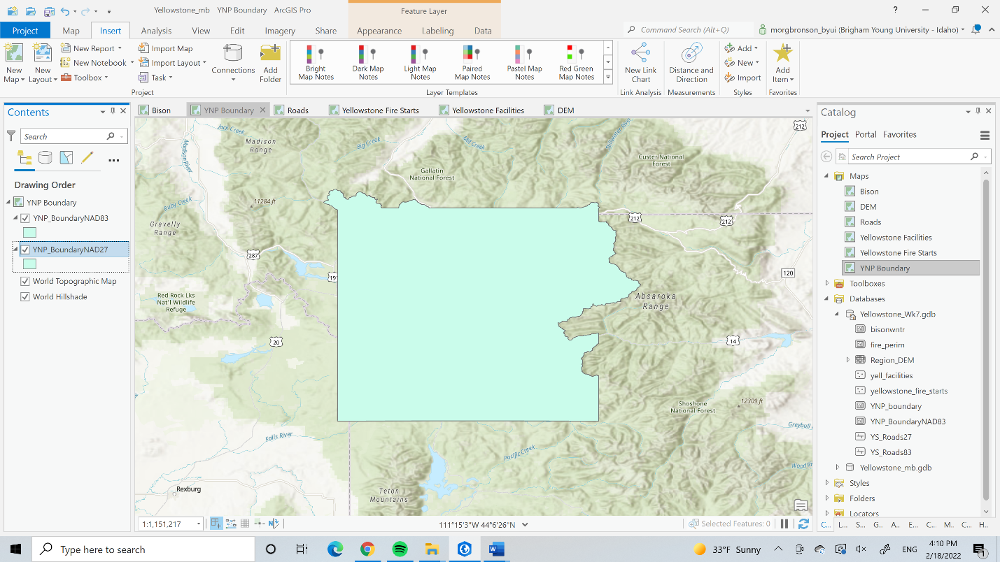 Yellowstone_mb YNP Boundary ArcGIS Pro
Feature Layer
?
Project Map Insert Analysis View Edit Imagery Share Appearance Labeling Data
Command Search (Alt+Q)
morgbronson_byui (Brigham Young University - Idaho)
New Map
New Layout
New Report
New Notebook
Toolbox
Import Map
Import Layout
Task
Connections
Add Folder
Project
Bright Map Notes
Dark Map Notes
Light Map Notes
Paired Map Notes
Pastel Map Notes
Red Green Map Notes
Layer Templates
New Link Chart
Link Analysis
Distance and Direction
Measurements
Add
New
Import
Styles
Add Item
Favorites
Contents
Search
Drawing Order
YNP Boundary
YNP_BoundaryNAD83
YNP_BoundaryNAD27
World Topographic Map
World Hillshade
Bison YNP Boundary Roads Yellowstone Fire Starts Yellowstone Facilities DEM
Jack Creek
Madison River
Madison Range
Big Creek
Mill Creek
Stillwater River
212
Custer National Forest
Gallatin National Forest
Ruby Creek
11284 ft
Gravelly Range
212
212
287
191
120
Red Rock Lks Nat'l Wildlife Refuge
Absaroka Range
20
14
Shoshone National Forest
12309 ft
Greybull
Falls River
Pacific Creek
Rexburg
Teton Mountains
1:1,151,217
111°15'3"W 44°6'26"N
Selected Features: 0
Catalog
Project Portal Favorites
Search Project
Maps
Bison
DEM
Roads
Yellowstone Facilities
Yellowstone Fire Starts
YNP Boundary
Toolboxes
Databases
Yellowstone_Wk7.gdb
bisonwntr
fire_perim
Region_DEM
yell_facilities
yellowstone_fire_starts
YNP_boundary
YNP_BoundaryNAD83
YS_Roads27
YS_Roads83
Yellowstone_mb.gdb
Styles
Folders
Locators
C... L... S... G... A... E... C... M... C... H...
Type here to search
33°F Sunny
ENG
4:10 PM
2/18/2022
1